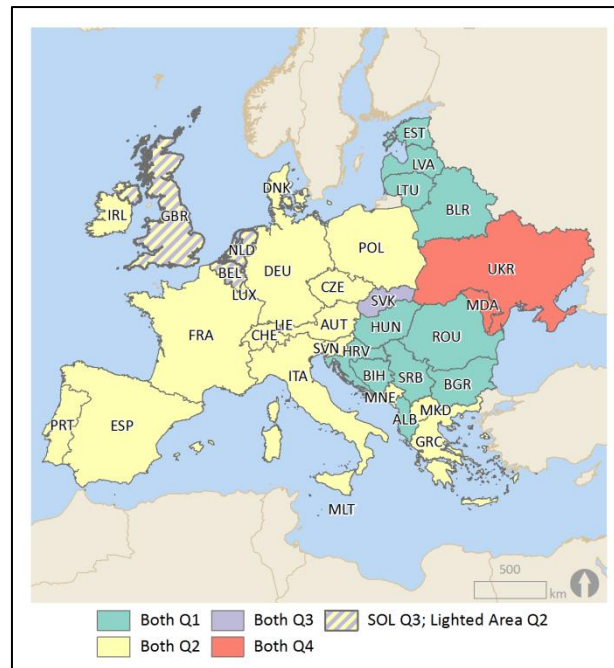 EST
LVA
LTU
DNK
BLR
IRL
GBR
NLD
POL
BEL
DEU
UKR
LUX
CZE
SVK
MDA
LIE
AUT
HUN
FRA
CHE
ROU
SVN
HRV
ITA
BIH
SRB
BGR
MNE
MKD
PRT
ESP
ALB
GRC
MLT
500
km
Both Q1 Both Q3 SOL Q3; Lighted Area Q2
Both Q2 Both Q4